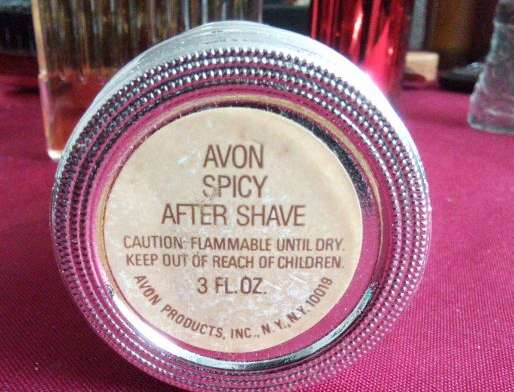 AVON
SPICY
AFTER SHAVE
CAUTION: FLAMMABLE UNTIL DRY.
KEEP OUT OF REACH OF CHILDREN.
3 FL. OZ.
AVON PRODUCTS, INC., N.Y., N.Y. 10019